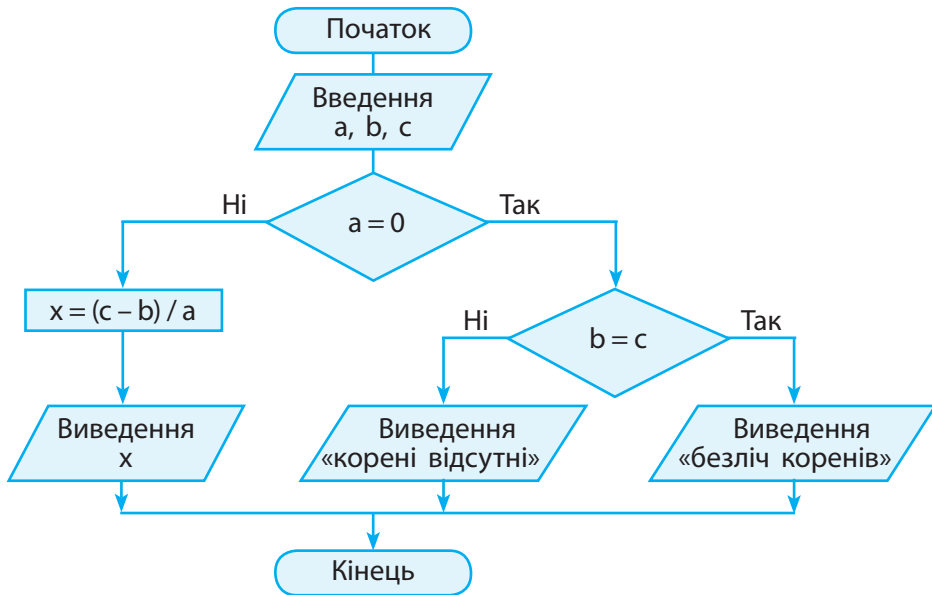 Початок
Введення
a, b, c
Ні
Так
a = 0
x = (c – b) / a
Ні
Так
b = c
Виведення
x
Виведення
«корені відсутні»
Виведення
«безліч коренів»
Кінець